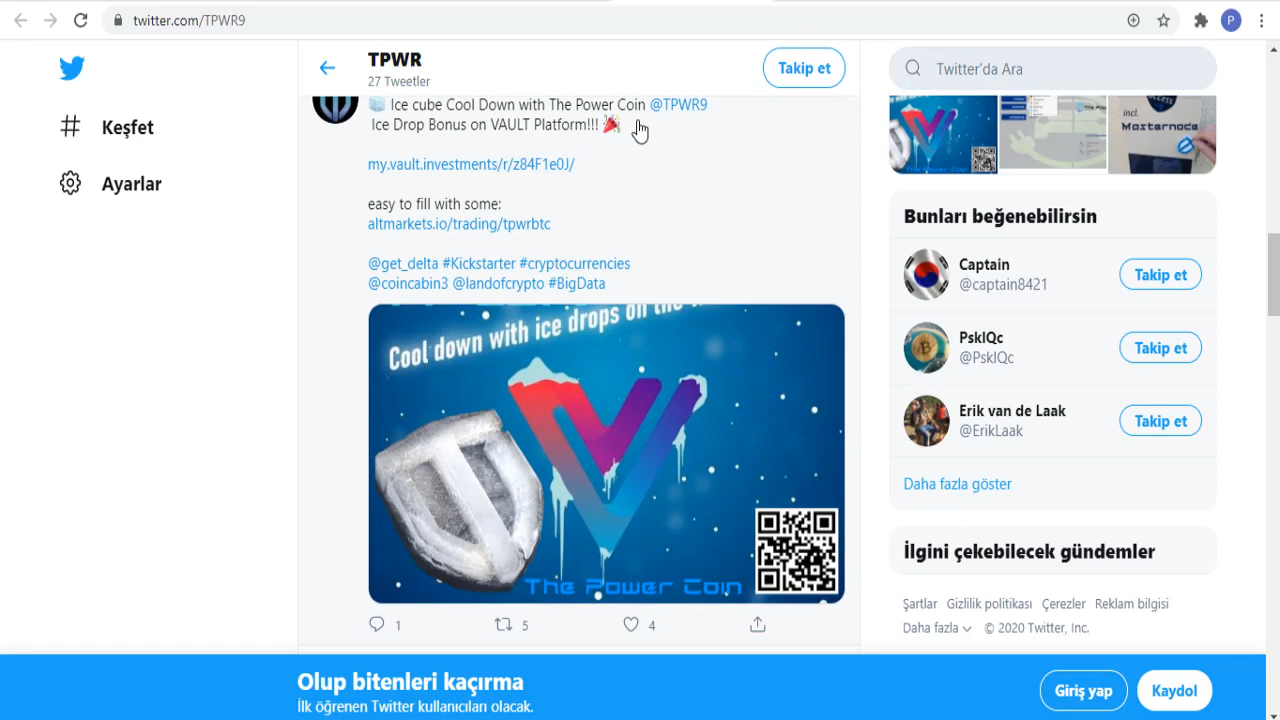 twitter.com/TPWR9
P
TPWR
27 Tweetler
Takip et
Twitter'da Ara
Keşfet
Ayarlar
Ice cube Cool Down with The Power Coin @TPWR9
Ice Drop Bonus on VAULT Platform!!!
my.vault.investments/r/z84F1e0J/
easy to fill with some:
altmarkets.io/trading/tpwrbtc
@get_delta #Kickstarter #cryptocurrencies
@coincabin3 @landofcrypto #BigData
Cool down with ice drops on the
The Power Coin
1
5
4
incl.
Masternode
Bunları beğenebilirsin
Captain
@captain8421
Takip et
PsklQc
@PsklQc
Takip et
Erik van de Laak
@ErikLaak
Takip et
Daha fazla göster
İlgini çekebilecek gündemler
Şartlar Gizlilik politikası Çerezler Reklam bilgisi
Daha fazla © 2020 Twitter, Inc.
Olup bitenleri kaçırma
İlk öğrenen Twitter kullanıcıları olacak.
Giriş yap
Kaydol